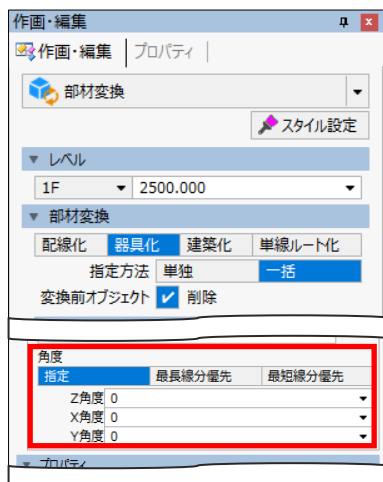 作画・編集
作画・編集 プロパティ
部材変換
スタイル設定
レベル
1F 2500.000
部材変換
配線化 器具化 建築化 単線ルート化
指定方法 単独 一括
変換前オブジェクト 削除
角度
指定 最長線分優先 最短線分優先
Z角度 0
X角度 0
Y角度 0
プロパティ